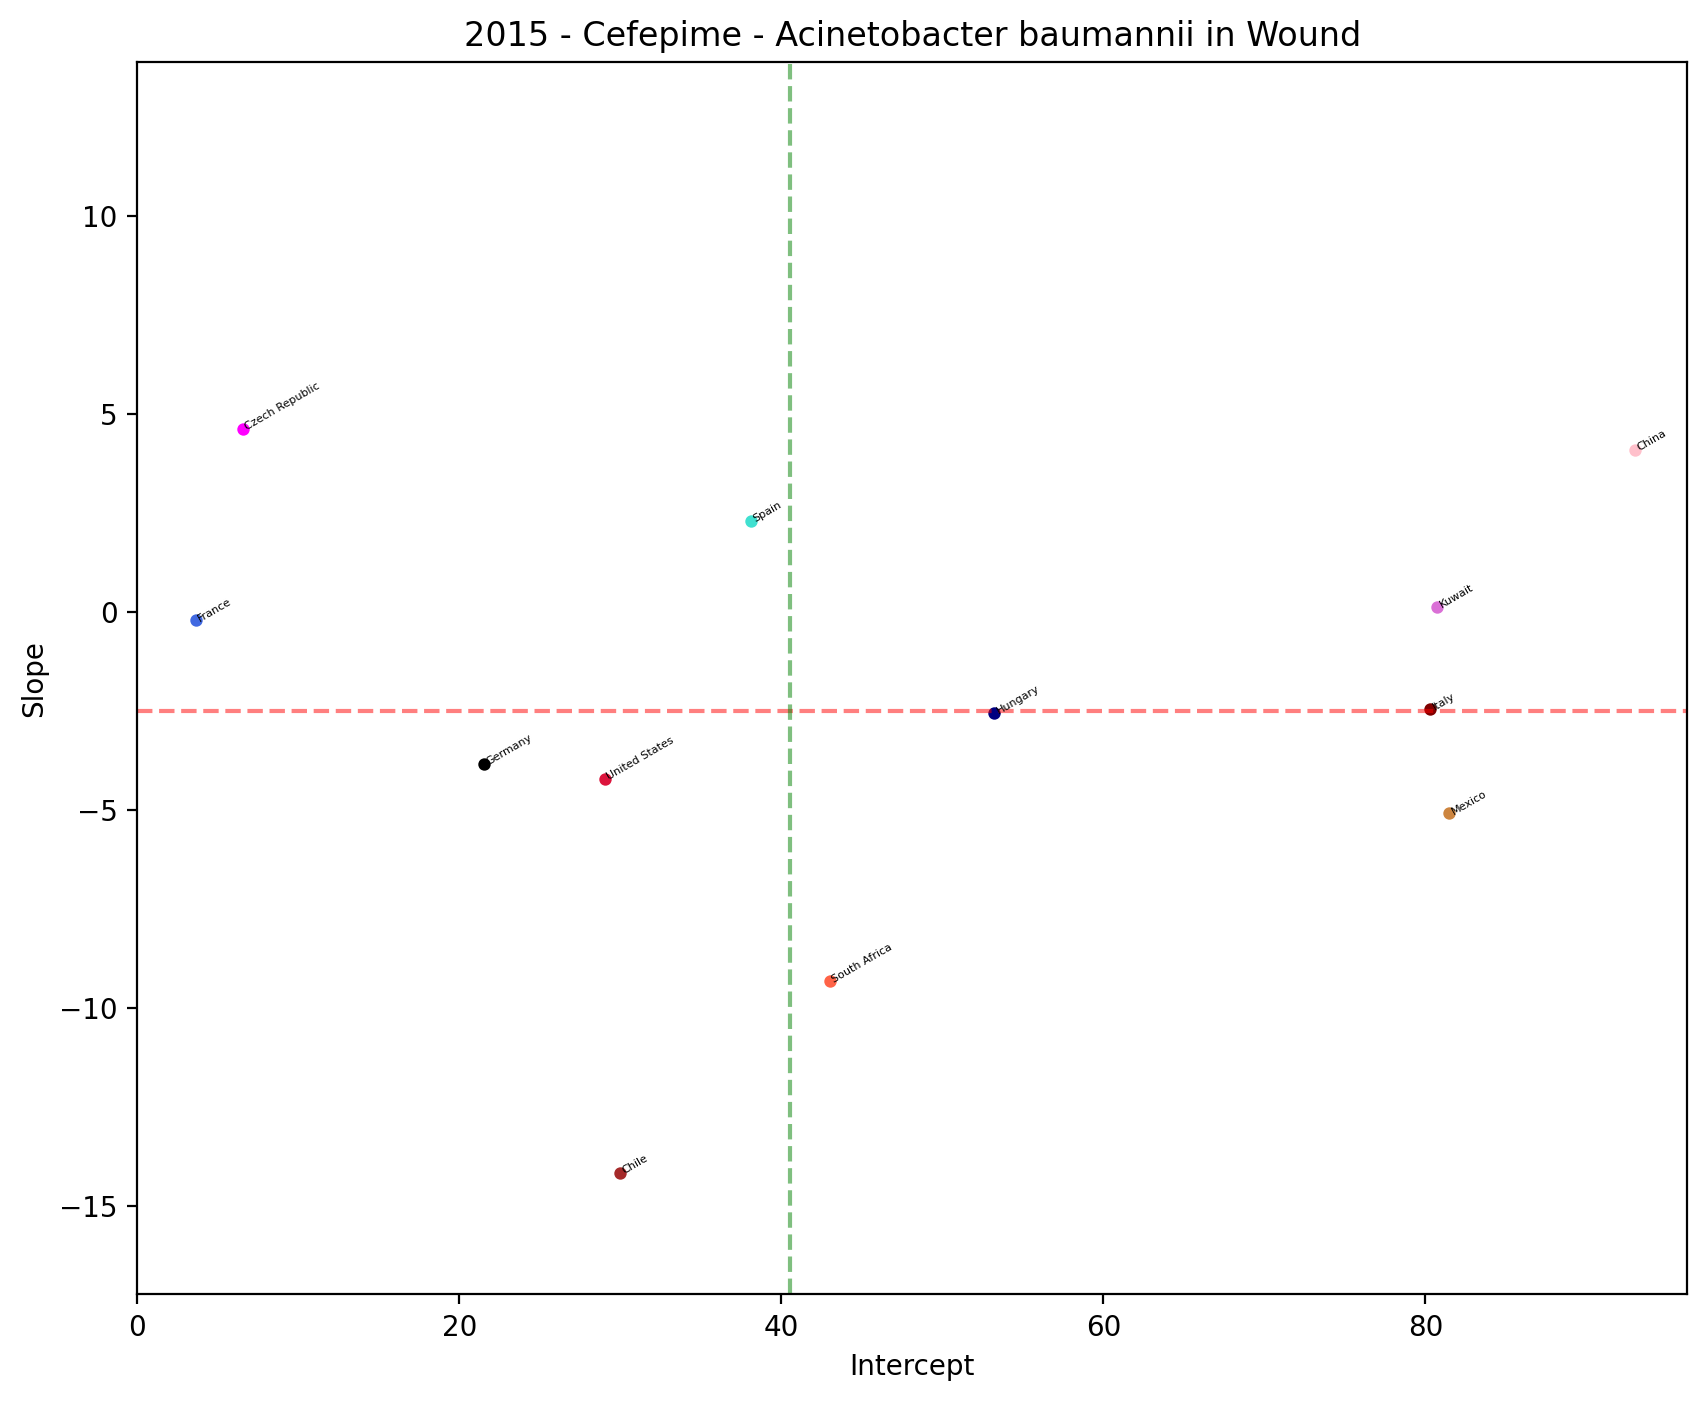 2015 - Cefepime - Acinetobacter baumannii in Wound
10
5
0
−5
−10
−15
Slope
Czech Republic
China
Spain
Kuwait
France
Hungary
Italy
Germany
United States
Mexico
South Africa
Chile
0
20
40
60
80
Intercept